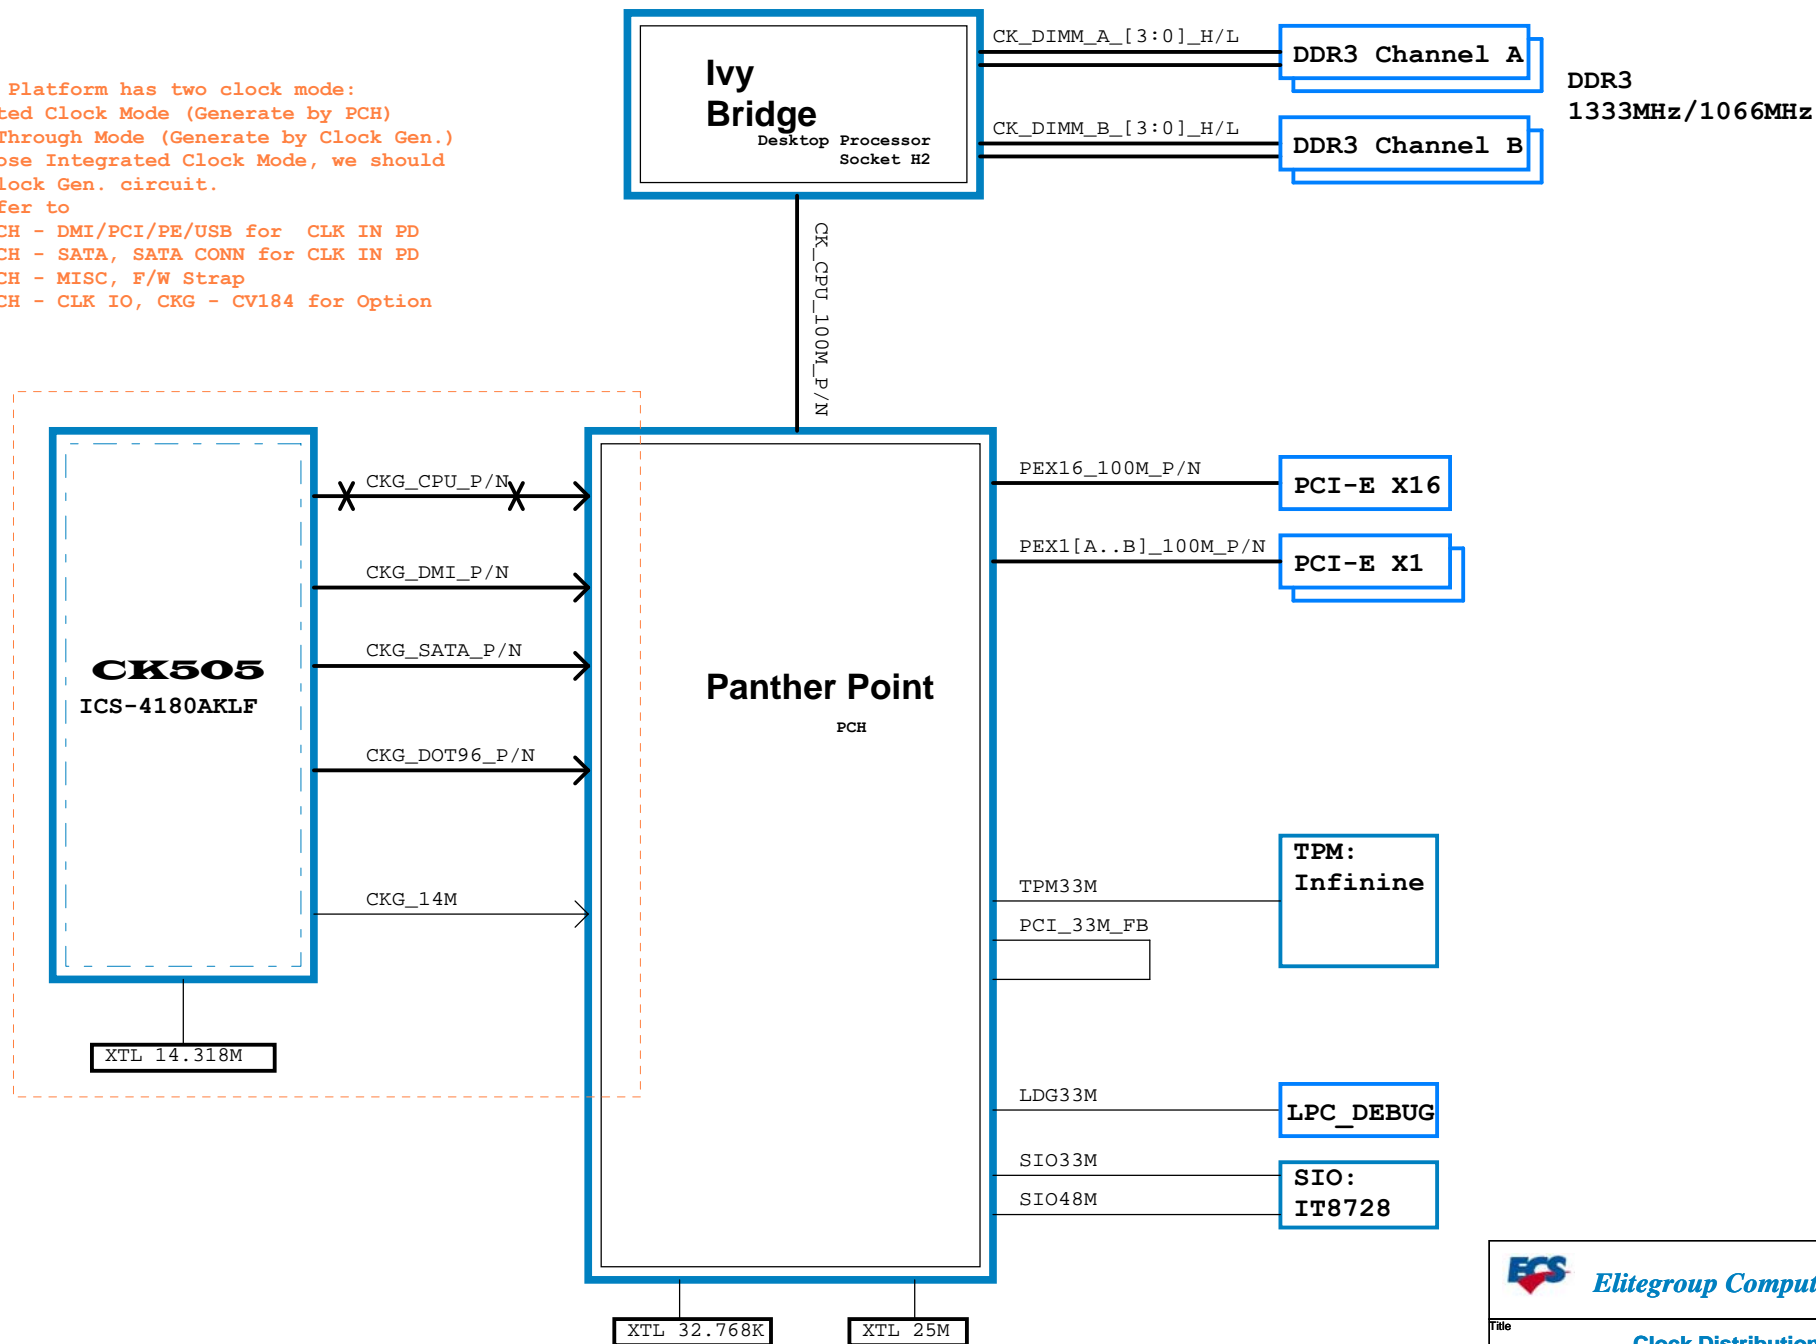 Platform has two clock mode:
ted Clock Mode (Generate by PCH)
Through Mode (Generate by Clock Gen.)
ose Integrated Clock Mode, we should
lock Gen. circuit.
fer to
CH - DMI/PCI/PE/USB for  CLK IN PD
CH - SATA, SATA CONN for CLK IN PD
CH - MISC, F/W Strap
CH - CLK IO, CKG - CV184 for Option
Ivy
Bridge
Desktop Processor
Socket H2
CK_DIMM_A_[3:0]_H/L
DDR3 Channel A
CK_DIMM_B_[3:0]_H/L
DDR3 Channel B
DDR3
1333MHz/1066MHz
CK_CPU_100M_P/N
CK505
ICS-4180AKLF
XTL 14.318M
CKG_CPU_P/N
CKG_DMI_P/N
CKG_SATA_P/N
CKG_DOT96_P/N
CKG_14M
Panther Point
PCH
XTL 32.768K
XTL 25M
PEX16_100M_P/N
PCI-E X16
PEX1[A..B]_100M_P/N
PCI-E X1
TPM33M
TPM:
Infinine
PCI_33M_FB
LDG33M
LPC_DEBUG
SIO33M
SIO48M
SIO:
IT8728
ECS
Elitegroup Comput
Title
Clock Distribution